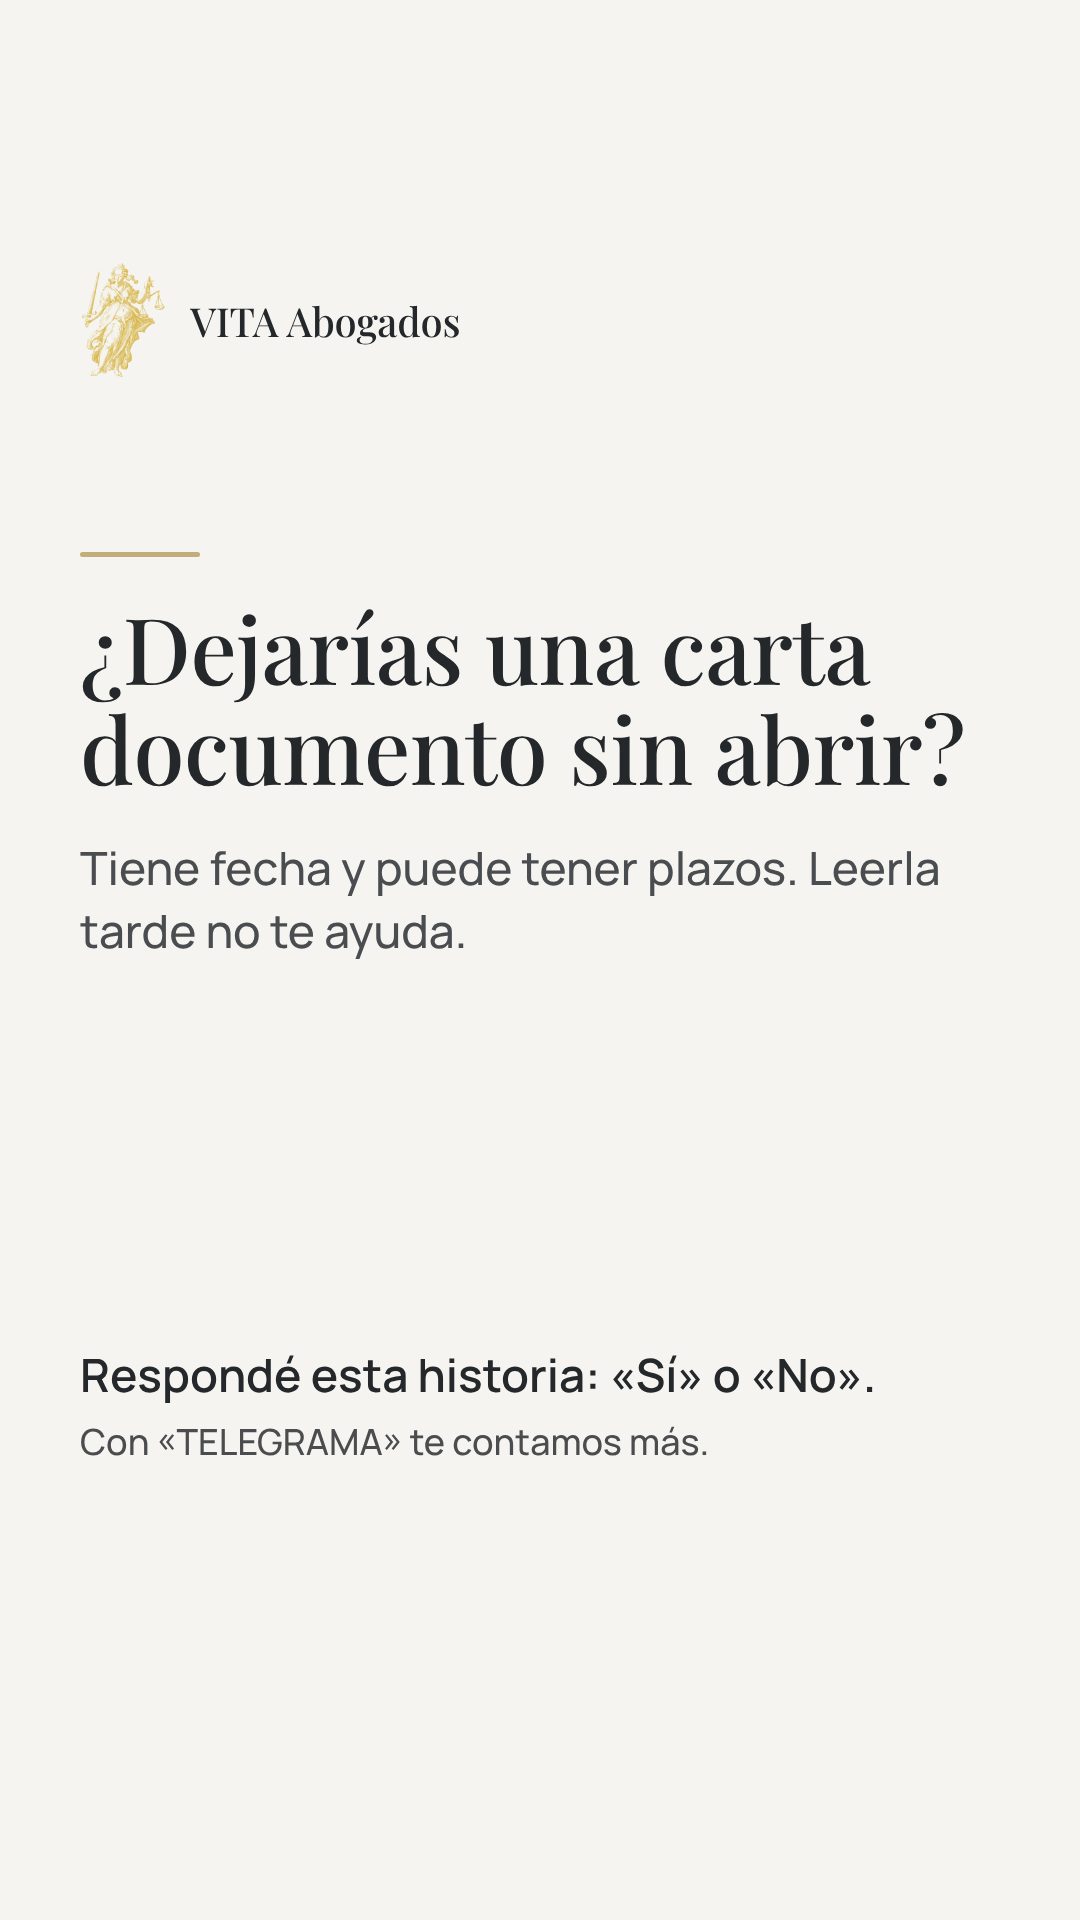 VITA Abogados
¿Dejarías una carta
documento sin abrir?
Tiene fecha y puede tener plazos. Leerla
tarde no te ayuda.
Respondé esta historia: «Sí» o «No».
Con «TELEGRAMA» te contamos más.